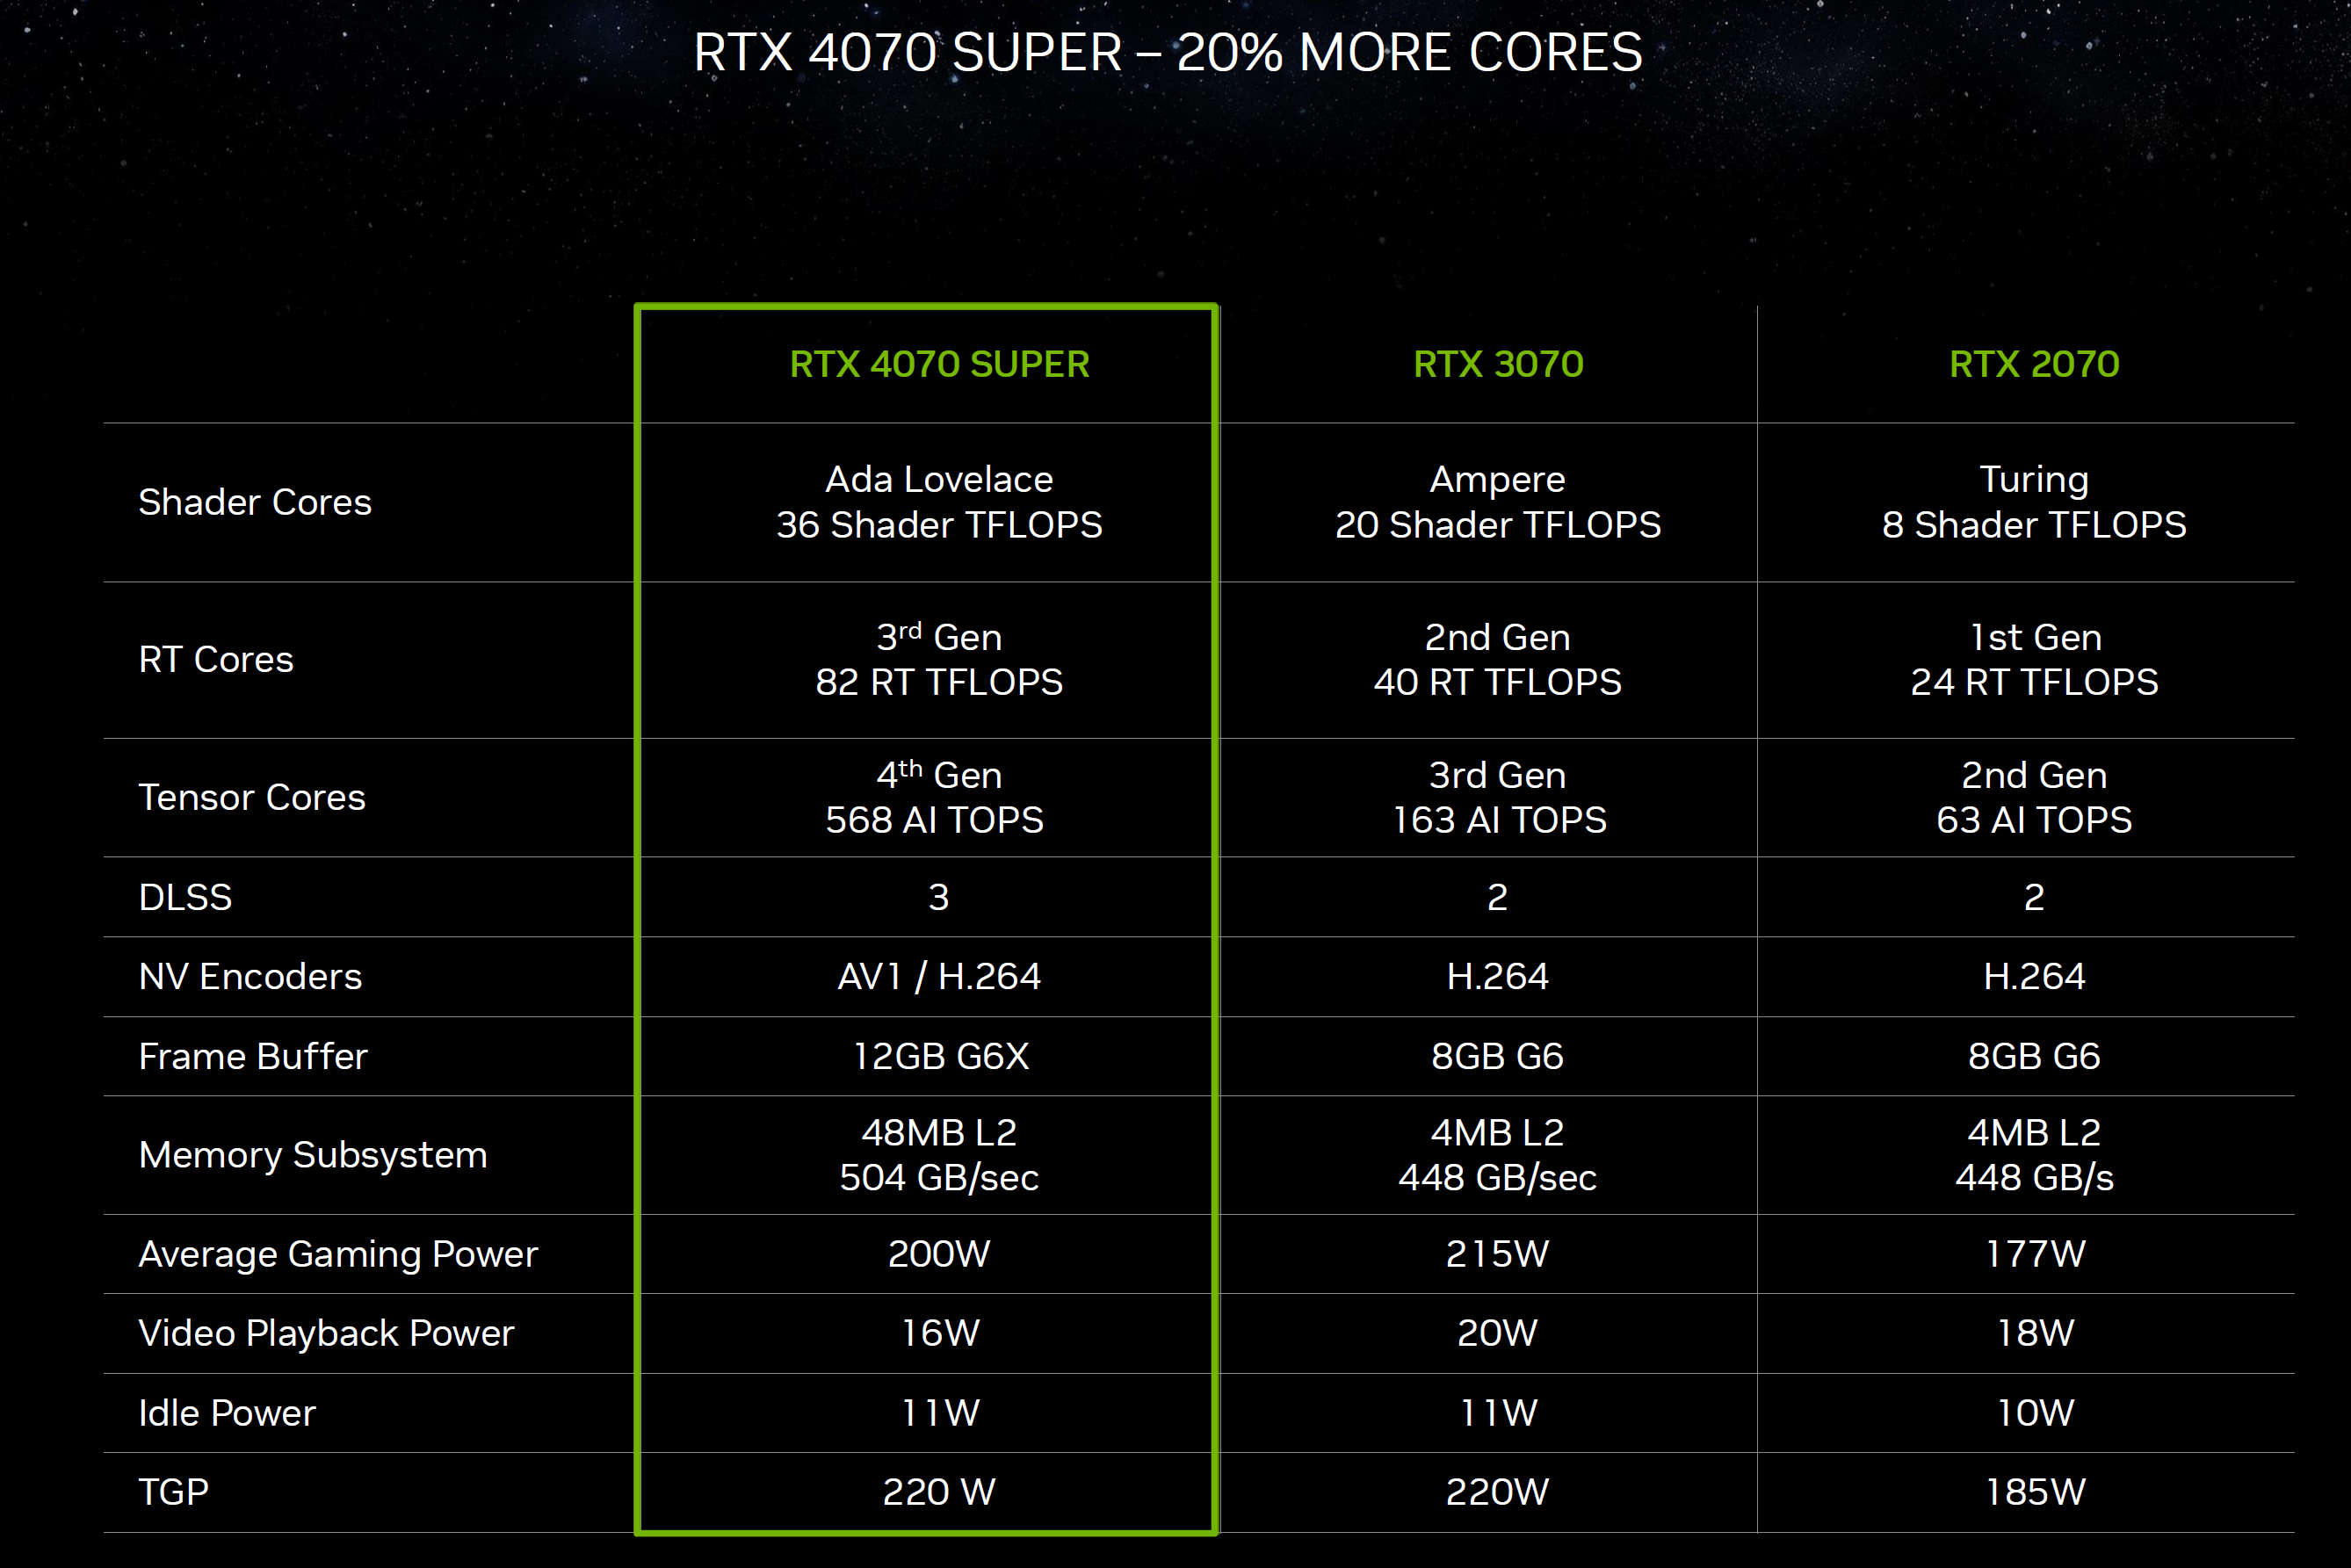 RTX 4070 SUPER – 20% MORE CORES
RTX 4070 SUPER RTX 3070 RTX 2070
Shader Cores
Ada Lovelace
36 Shader TFLOPS
Ampere
20 Shader TFLOPS
Turing
8 Shader TFLOPS
RT Cores
3rd Gen
82 RT TFLOPS
2nd Gen
40 RT TFLOPS
1st Gen
24 RT TFLOPS
Tensor Cores
4th Gen
568 AI TOPS
3rd Gen
163 AI TOPS
2nd Gen
63 AI TOPS
DLSS 3 2 2
NV Encoders AV1 / H.264 H.264 H.264
Frame Buffer 12GB G6X 8GB G6 8GB G6
Memory Subsystem
48MB L2
504 GB/sec
4MB L2
448 GB/sec
4MB L2
448 GB/s
Average Gaming Power 200W 215W 177W
Video Playback Power 16W 20W 18W
Idle Power 11W 11W 10W
TGP 220 W 220W 185W